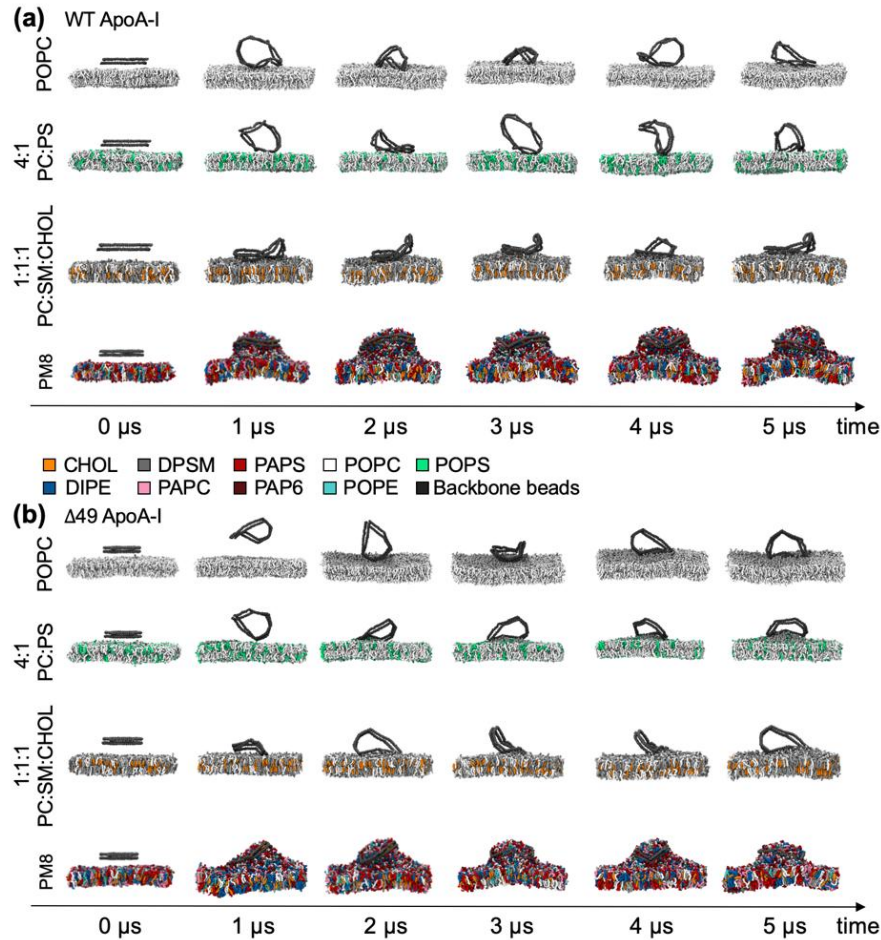 (a) WT ApoA-I
POPC
4:1
PC:PS
1:1:1
PC:SM:CHOL
PM8
0 µs 1 µs 2 µs 3 µs 4 µs 5 µs time
CHOL DPSM PAPS POPC POPS
DIPE PAPC PAP6 POPE Backbone beads
(b) Δ49 ApoA-I
POPC
4:1
PC:PS
1:1:1
PC:SM:CHOL
PM8
0 µs 1 µs 2 µs 3 µs 4 µs 5 µs time